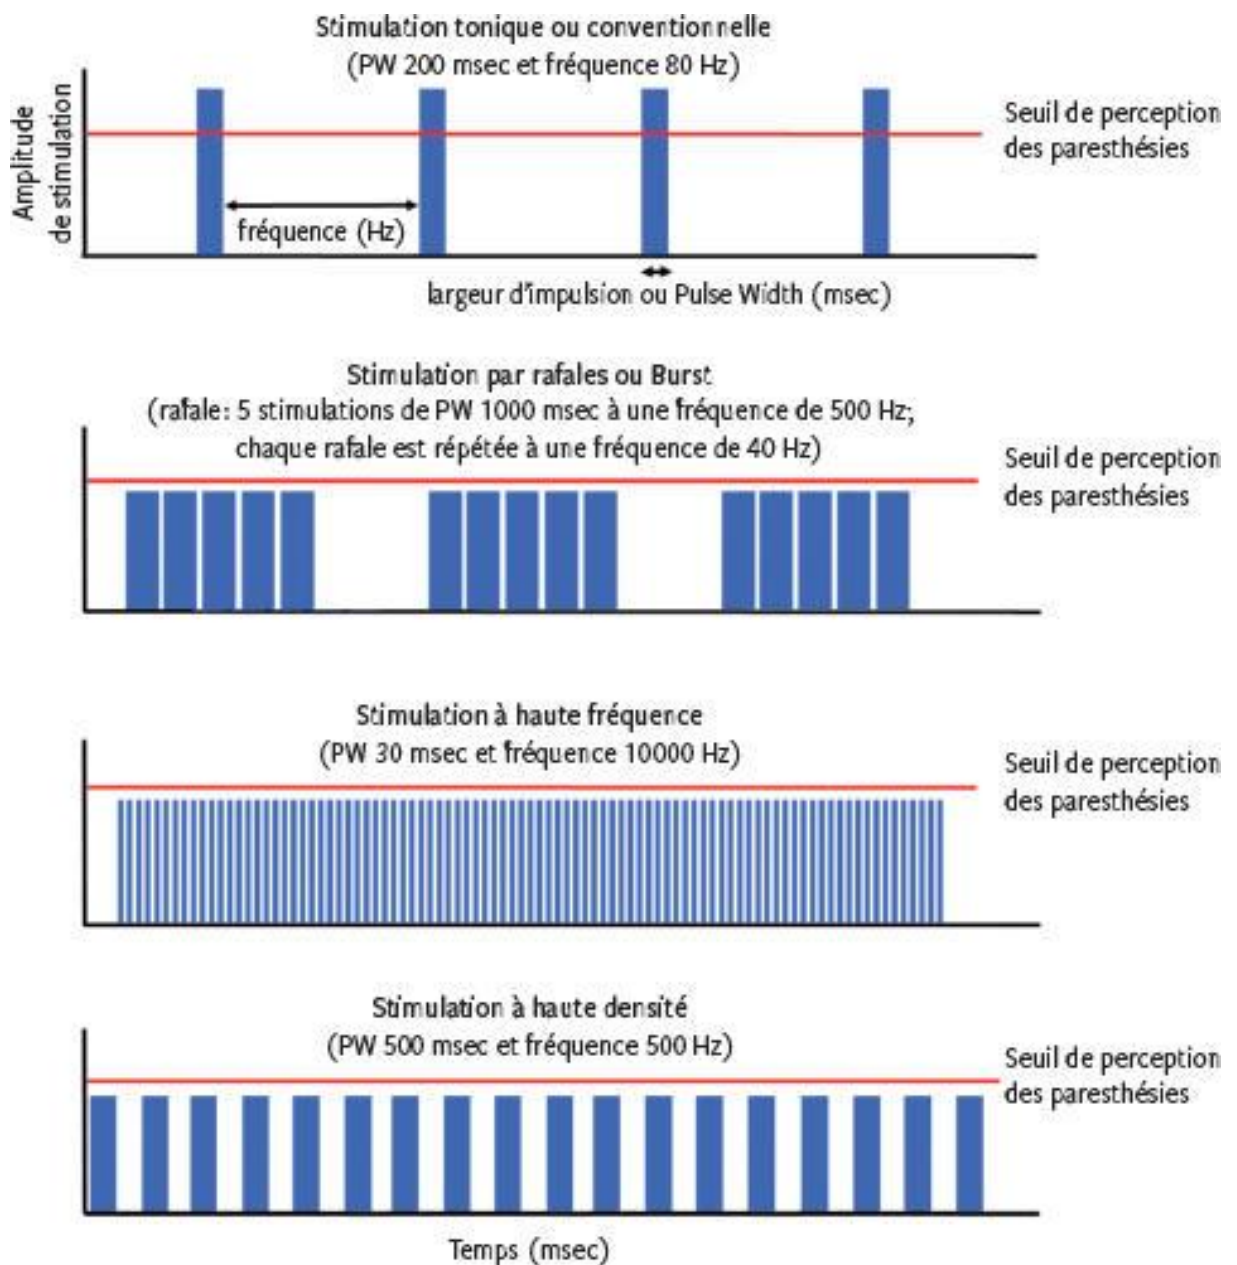 Stimulation tonique ou conventionnelle
(PW 200 msec et fréquence 80 Hz)
Amplitude
de stimulation
Seuil de perception
des paresthésies
fréquence (Hz)
largeur d'impulsion ou Pulse Width (msec)
Stimulation par rafales ou Burst
(rafale: 5 stimulations de PW 1000 msec à une fréquence de 500 Hz;
chaque rafale est répétée à une fréquence de 40 Hz)
Seuil de perception
des paresthésies
Stimulation à haute fréquence
(PW 30 msec et fréquence 10000 Hz)
Seuil de perception
des paresthésies
Stimulation à haute densité
(PW 500 msec et fréquence 500 Hz)
Seuil de perception
des paresthésies
Temps (msec)